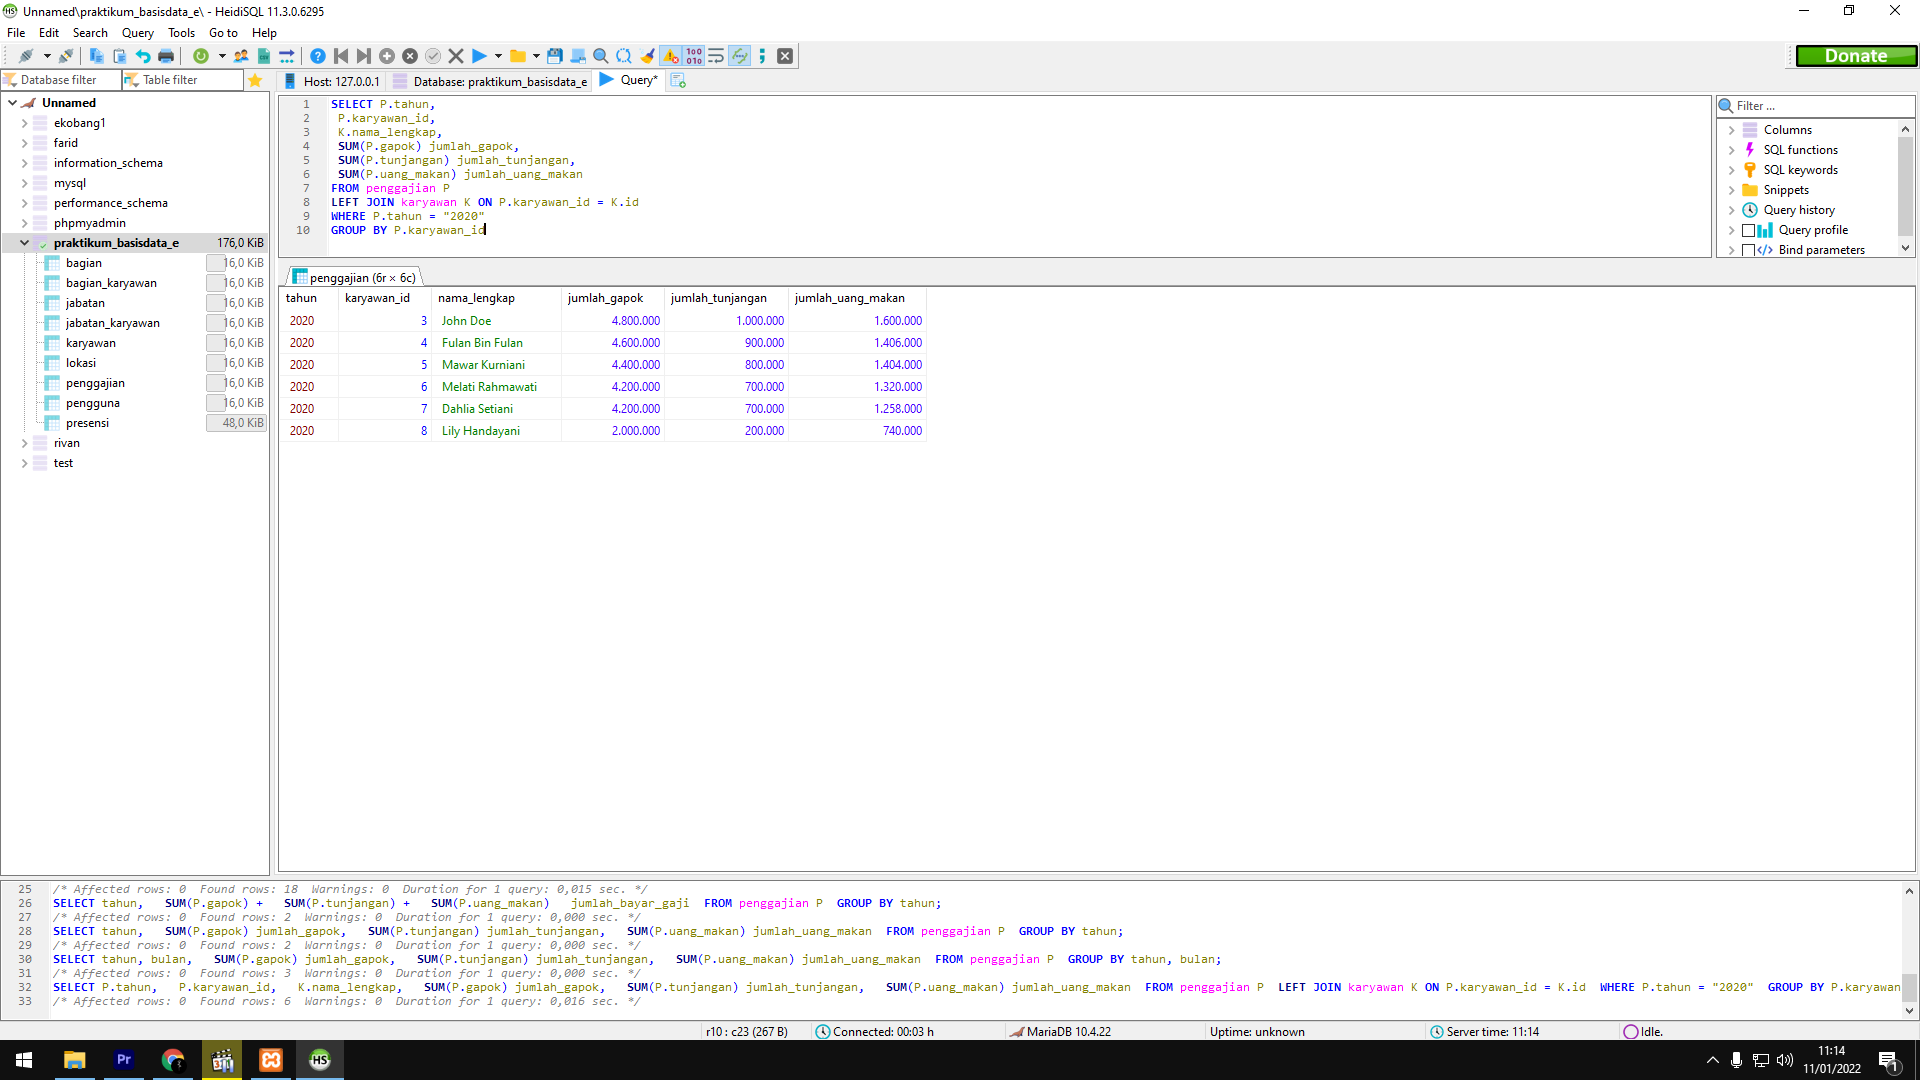 Unnamed\praktikum_basisdata_e\ - HeidiSQL 11.3.0.6295
File Edit Search Query Tools Go to Help
Donate
Database filter Table filter
Host: 127.0.0.1 Database: praktikum_basisdata_e Query*
Unnamed
ekobang1
farid
information_schema
mysql
performance_schema
phpmyadmin
praktikum_basisdata_e 176,0 KiB
bagian 16,0 KiB
bagian_karyawan 16,0 KiB
jabatan 16,0 KiB
jabatan_karyawan 16,0 KiB
karyawan 16,0 KiB
lokasi 16,0 KiB
penggajian 16,0 KiB
pengguna 16,0 KiB
presensi 48,0 KiB
rivan
test
1 SELECT P.tahun,
2 P.karyawan_id,
3 K.nama_lengkap,
4 SUM(P.gapok) jumlah_gapok,
5 SUM(P.tunjangan) jumlah_tunjangan,
6 SUM(P.uang_makan) jumlah_uang_makan
7 FROM penggajian P
8 LEFT JOIN karyawan K ON P.karyawan_id = K.id
9 WHERE P.tahun = "2020"
10 GROUP BY P.karyawan_id
Filter ...
Columns
SQL functions
SQL keywords
Snippets
Query history
Query profile
Bind parameters
penggajian (6r × 6c)
tahun karyawan_id nama_lengkap jumlah_gapok jumlah_tunjangan jumlah_uang_makan
2020 3 John Doe 4.800.000 1.000.000 1.600.000
2020 4 Fulan Bin Fulan 4.600.000 900.000 1.406.000
2020 5 Mawar Kurniani 4.400.000 800.000 1.404.000
2020 6 Melati Rahmawati 4.200.000 700.000 1.320.000
2020 7 Dahlia Setiani 4.200.000 700.000 1.258.000
2020 8 Lily Handayani 2.000.000 200.000 740.000
25 /* Affected rows: 0 Found rows: 18 Warnings: 0 Duration for 1 query: 0,015 sec. */
26 SELECT tahun, SUM(P.gapok) + SUM(P.tunjangan) + SUM(P.uang_makan) jumlah_bayar_gaji FROM penggajian P GROUP BY tahun;
27 /* Affected rows: 0 Found rows: 2 Warnings: 0 Duration for 1 query: 0,000 sec. */
28 SELECT tahun, SUM(P.gapok) jumlah_gapok, SUM(P.tunjangan) jumlah_tunjangan, SUM(P.uang_makan) jumlah_uang_makan FROM penggajian P GROUP BY tahun;
29 /* Affected rows: 0 Found rows: 2 Warnings: 0 Duration for 1 query: 0,000 sec. */
30 SELECT tahun, bulan, SUM(P.gapok) jumlah_gapok, SUM(P.tunjangan) jumlah_tunjangan, SUM(P.uang_makan) jumlah_uang_makan FROM penggajian P GROUP BY tahun, bulan;
31 /* Affected rows: 0 Found rows: 3 Warnings: 0 Duration for 1 query: 0,000 sec. */
32 SELECT P.tahun, P.karyawan_id, K.nama_lengkap, SUM(P.gapok) jumlah_gapok, SUM(P.tunjangan) jumlah_tunjangan, SUM(P.uang_makan) jumlah_uang_makan FROM penggajian P LEFT JOIN karyawan K ON P.karyawan_id = K.id WHERE P.tahun = "2020" GROUP BY P.karyawan
33 /* Affected rows: 0 Found rows: 6 Warnings: 0 Duration for 1 query: 0,016 sec. */
r10 : c23 (267 B) Connected: 00:03 h MariaDB 10.4.22 Uptime: unknown Server time: 11:14 Idle.
Pr HS
11:14
11/01/2022
1